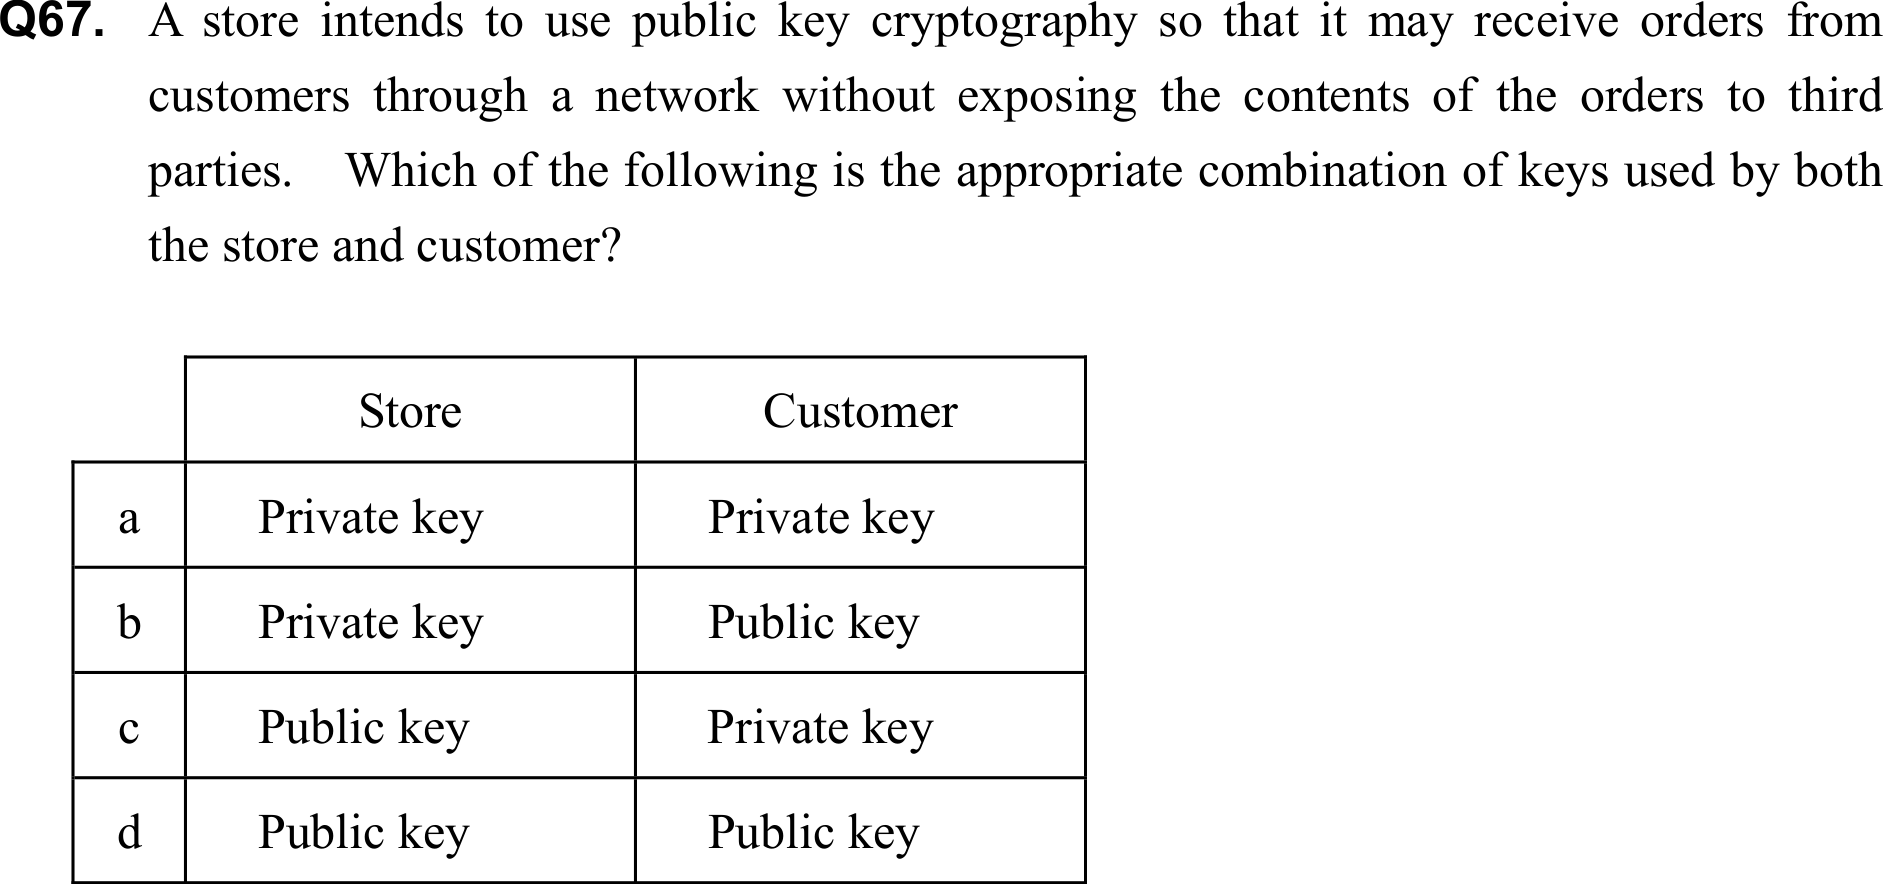 Q67. A store intends to use public key cryptography so that it may receive orders from
customers through a network without exposing the contents of the orders to third
parties. Which of the following is the appropriate combination of keys used by both
the store and customer?
Store Customer
a Private key Private key
b Private key Public key
c Public key Private key
d Public key Public key